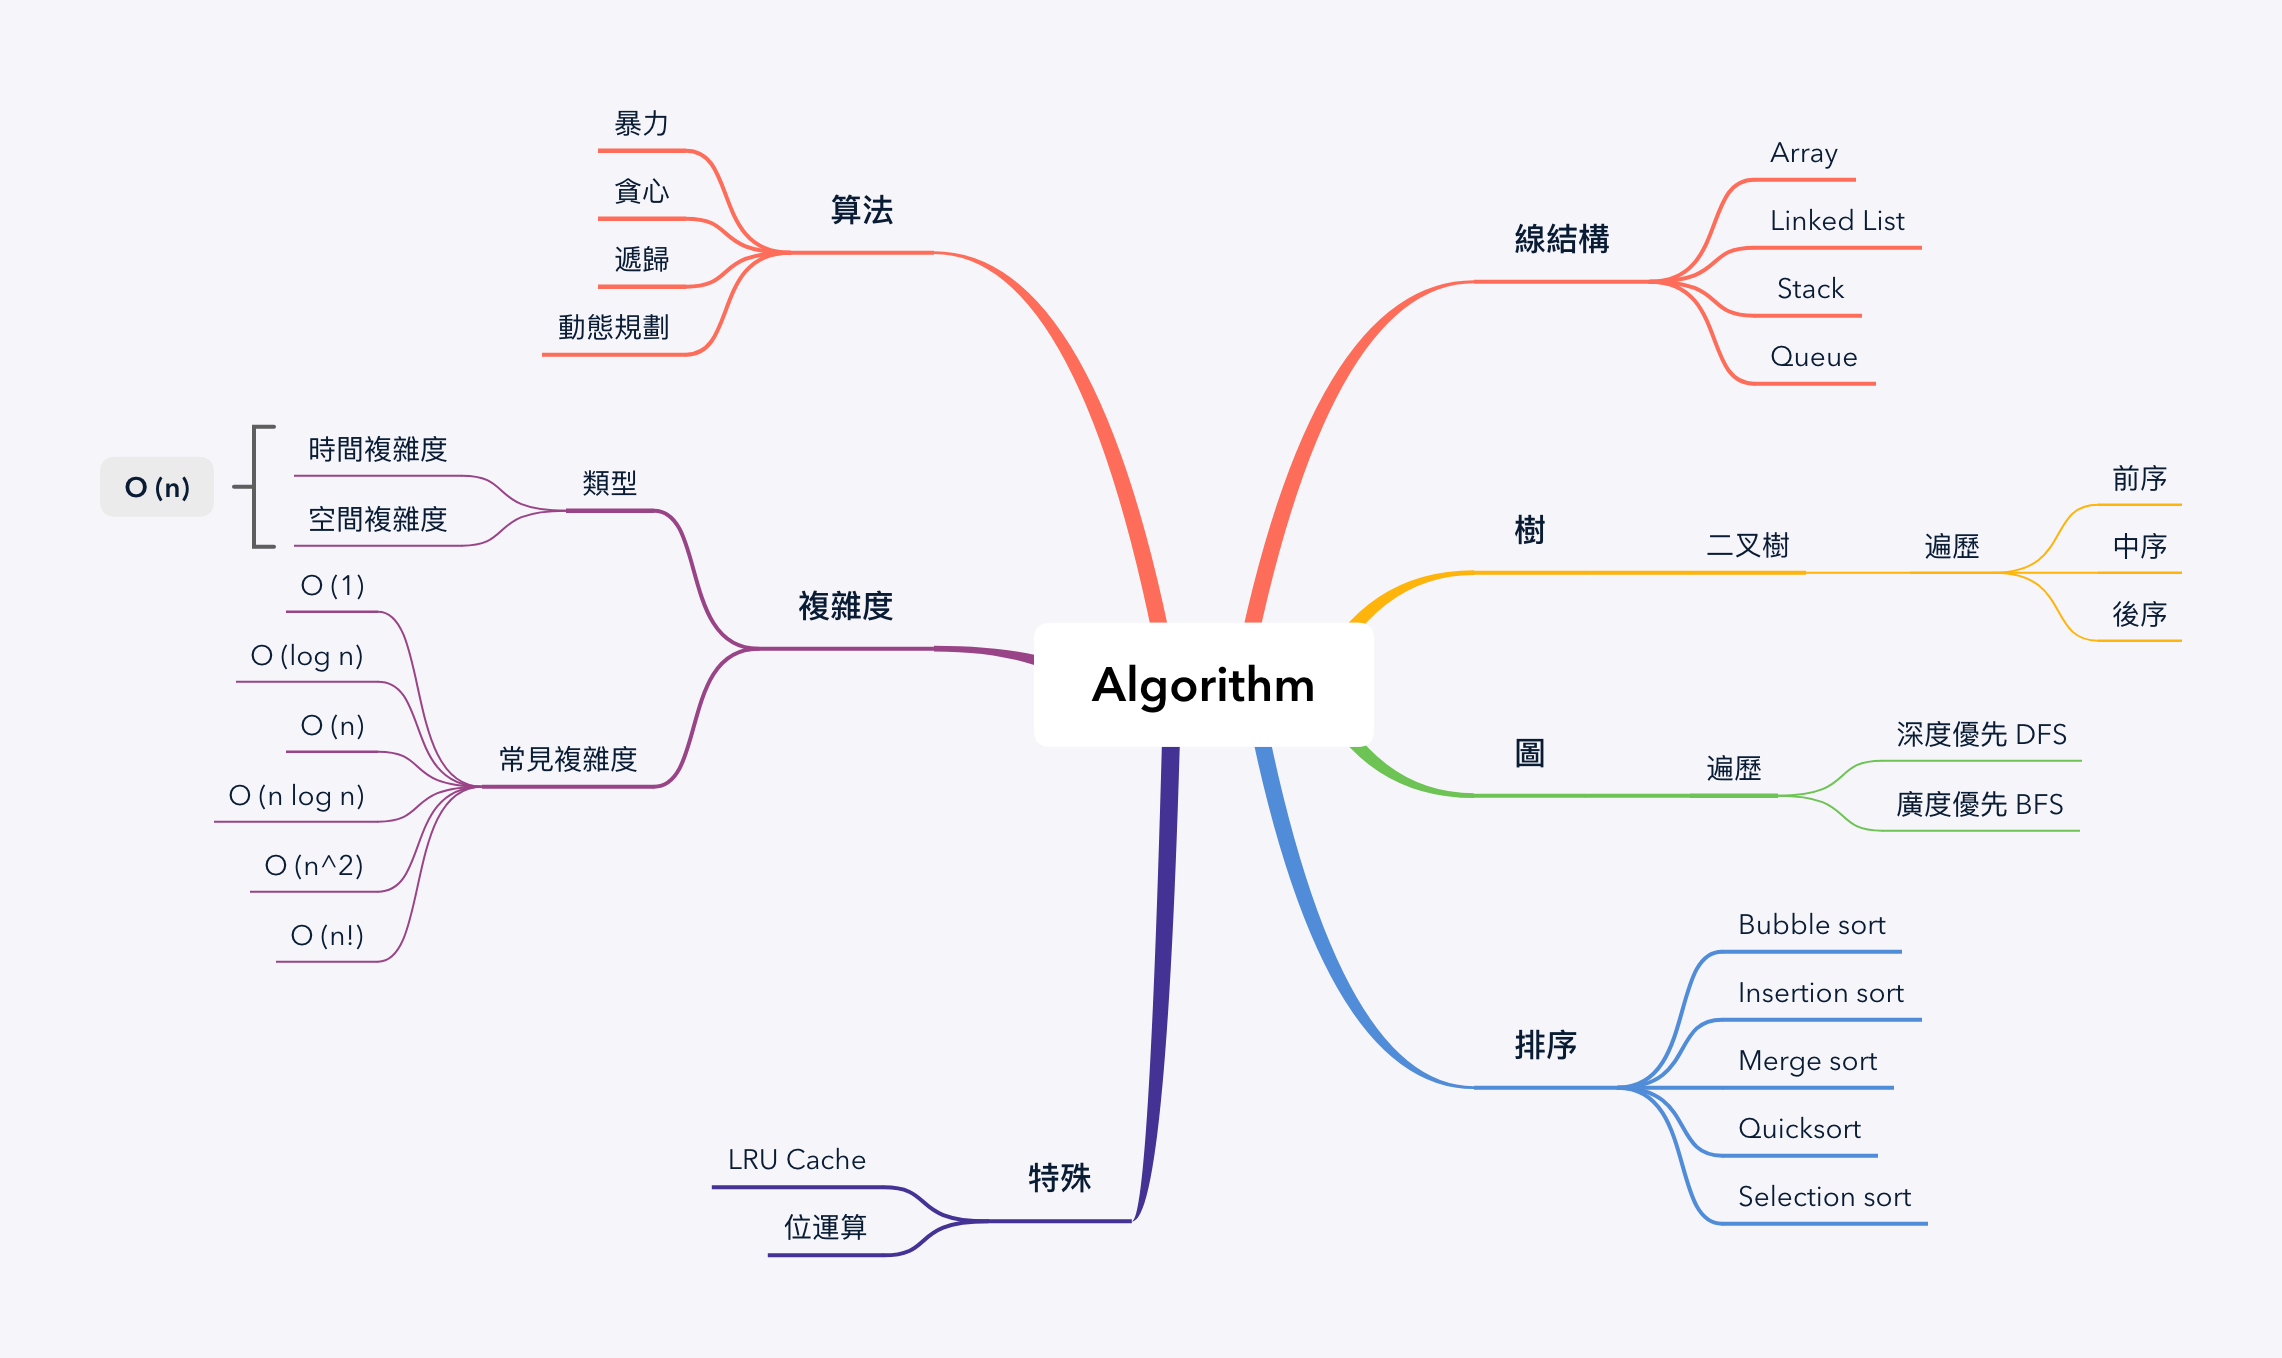 Algorithm
線結構
Array
Linked List
Stack
Queue
樹
二叉樹
遍歷
前序
中序
後序
圖
遍歷
深度優先 DFS
廣度優先 BFS
排序
Bubble sort
Insertion sort
Merge sort
Quicksort
Selection sort
算法
暴力
貪心
遞歸
動態規劃
複雜度
類型
時間複雜度
空間複雜度
O (n)
常見複雜度
O (1)
O (log n)
O (n)
O (n log n)
O (n^2)
O (n!)
特殊
LRU Cache
位運算